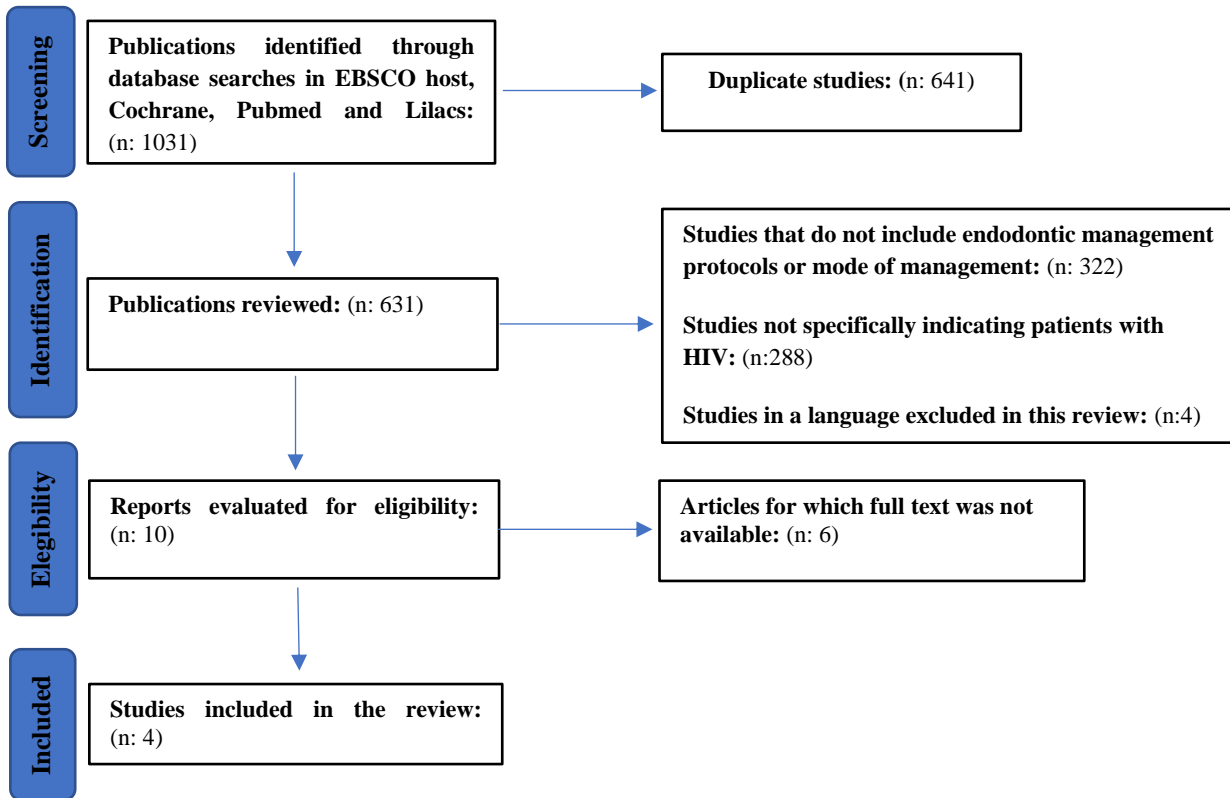 Screening
Publications identified through
database searches in EBSCO host,
Cochrane, Pubmed and Lilacs:
(n: 1031)
Duplicate studies: (n: 641)
Identification
Publications reviewed: (n: 631)
Studies that do not include endodontic management
protocols or mode of management: (n: 322)
Studies not specifically indicating patients with
HIV: (n:288)
Studies in a language excluded in this review: (n:4)
Elegibility
Reports evaluated for eligibility:
(n: 10)
Articles for which full text was not
available: (n: 6)
Included
Studies included in the review:
(n: 4)